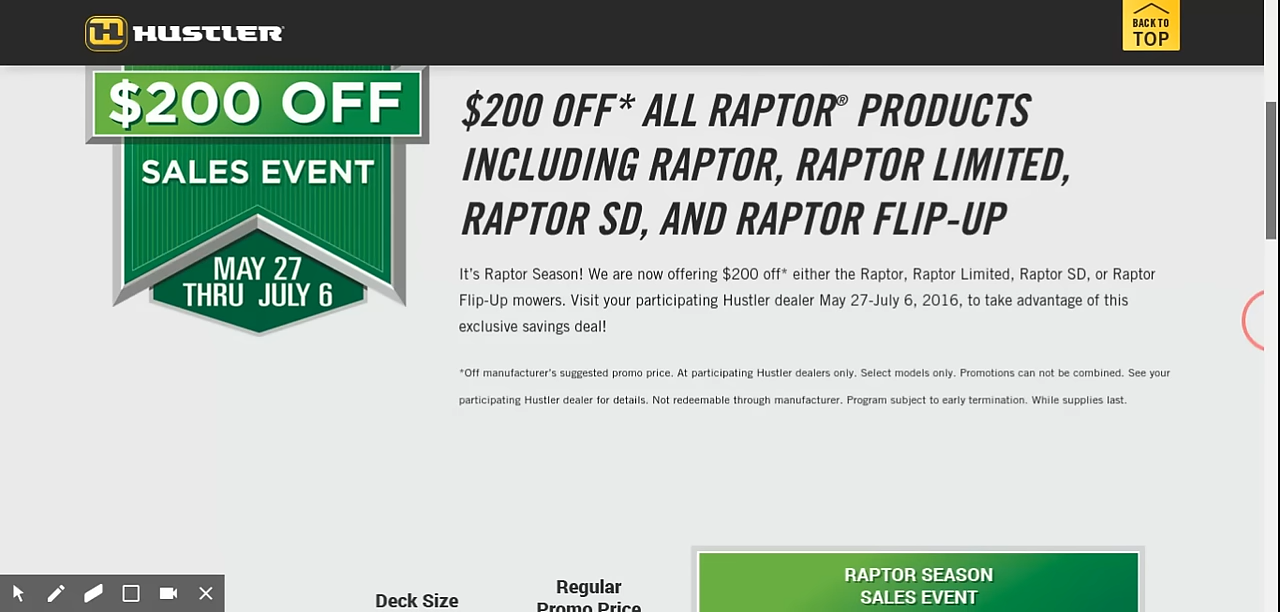 HUSTLER
BACK TO
TOP
$200 OFF
SALES EVENT
MAY 27
THRU JULY 6
$200 OFF* ALL RAPTOR® PRODUCTS
INCLUDING RAPTOR, RAPTOR LIMITED,
RAPTOR SD, AND RAPTOR FLIP-UP
It's Raptor Season! We are now offering $200 off* either the Raptor, Raptor Limited, Raptor SD, or Raptor
Flip-Up mowers. Visit your participating Hustler dealer May 27-July 6, 2016, to take advantage of this
exclusive savings deal!
*Off manufacturer's suggested promo price. At participating Hustler dealers only. Select models only. Promotions can not be combined. See your
participating Hustler dealer for details. Not redeemable through manufacturer. Program subject to early termination. While supplies last.
Deck Size
Regular
Promo Price
RAPTOR SEASON
SALES EVENT